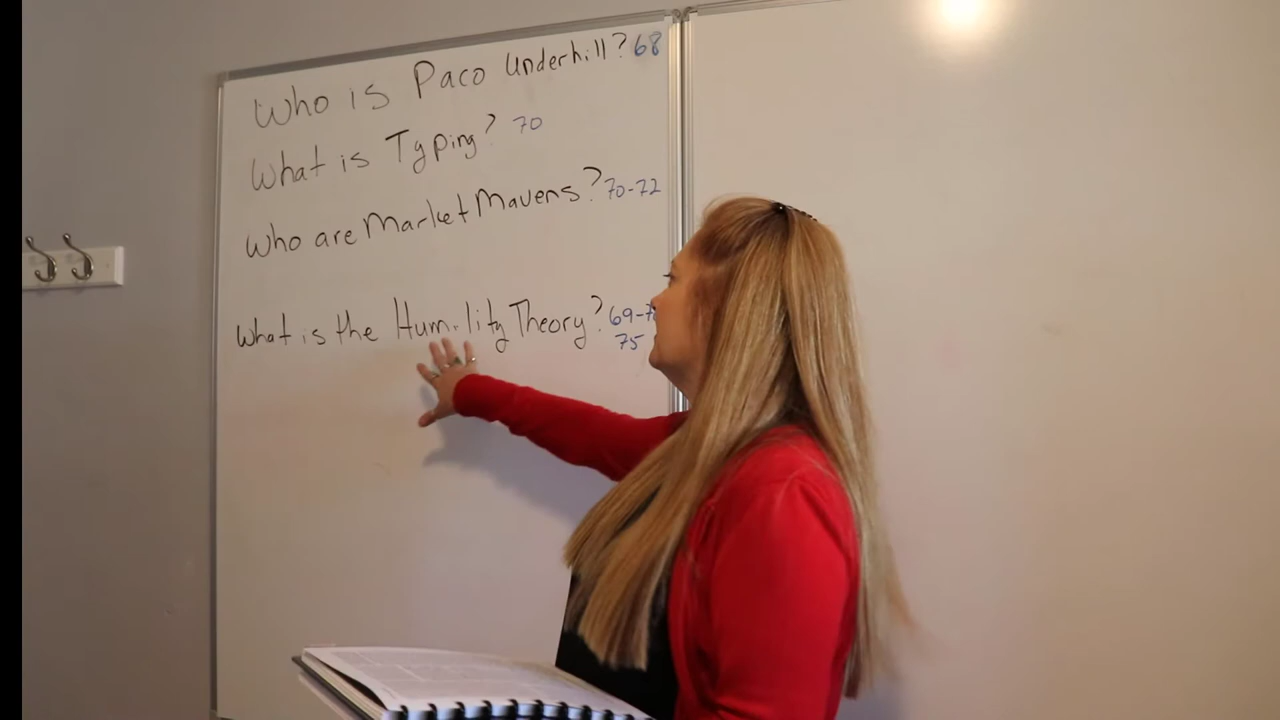 Who is Paco Underhill? 68
What is Typing? 70
Who are Market Mavens? 70-72
What is the Humility Theory? 69-
75